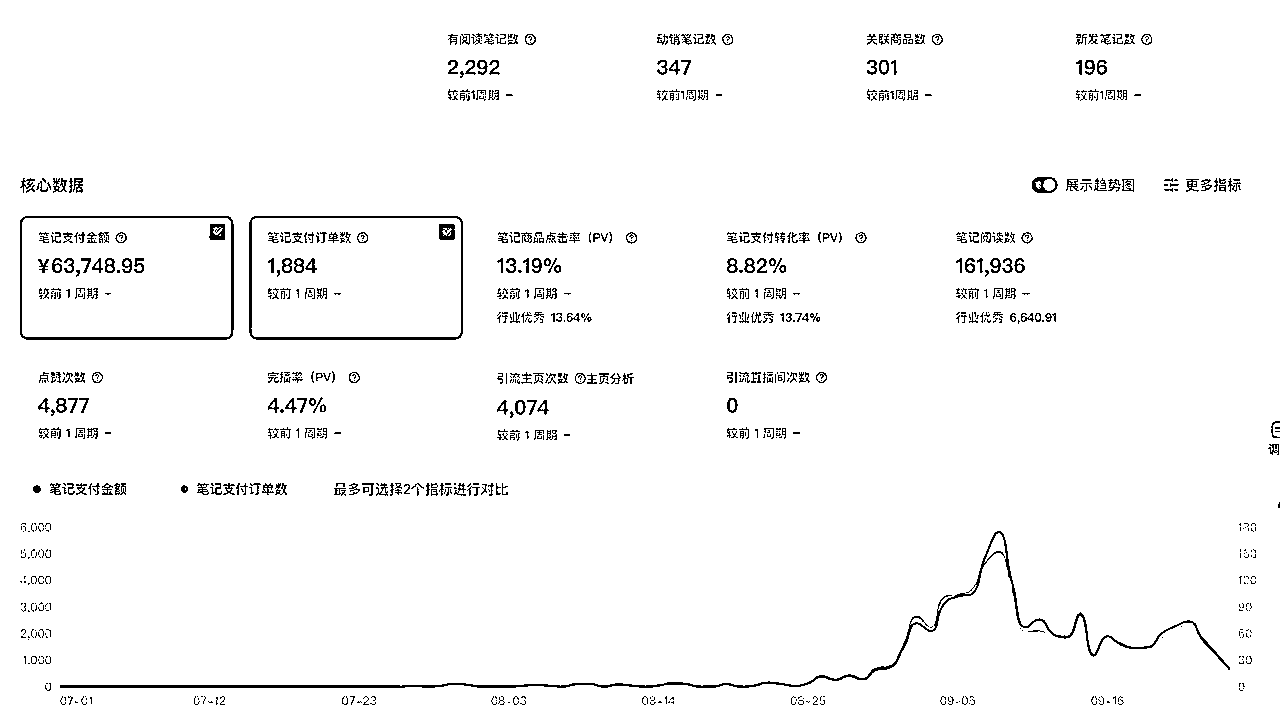 有阅读笔记数 动销笔记数 关联商品数 新发笔记数
2,292 347 301 196
较前1周期 – 较前1周期 – 较前1周期 – 较前1周期 –
核心数据 展示趋势图 更多指标
笔记支付金额 笔记支付订单数 笔记商品点击率（PV） 笔记支付转化率（PV） 笔记阅读数
¥63,748.95 1,884 13.19% 8.82% 161,936
较前 1 周期 – 较前 1 周期 – 较前 1 周期 – 较前 1 周期 – 较前 1 周期 –
行业优秀 13.64% 行业优秀 13.74% 行业优秀 6,640.91
点赞次数 完播率（PV） 引流主页次数 主页分析 引流直播间次数
4,877 4.47% 4,074 0
较前 1 周期 – 较前 1 周期 – 较前 1 周期 – 较前 1 周期 –
调
笔记支付金额 笔记支付订单数 最多可选择2个指标进行对比
6,000 180
5,000 150
4,000 120
3,000 90
2,000 60
1,000 30
0 0
07-01 07-12 07-23 08-03 08-14 08-25 09-05 09-16